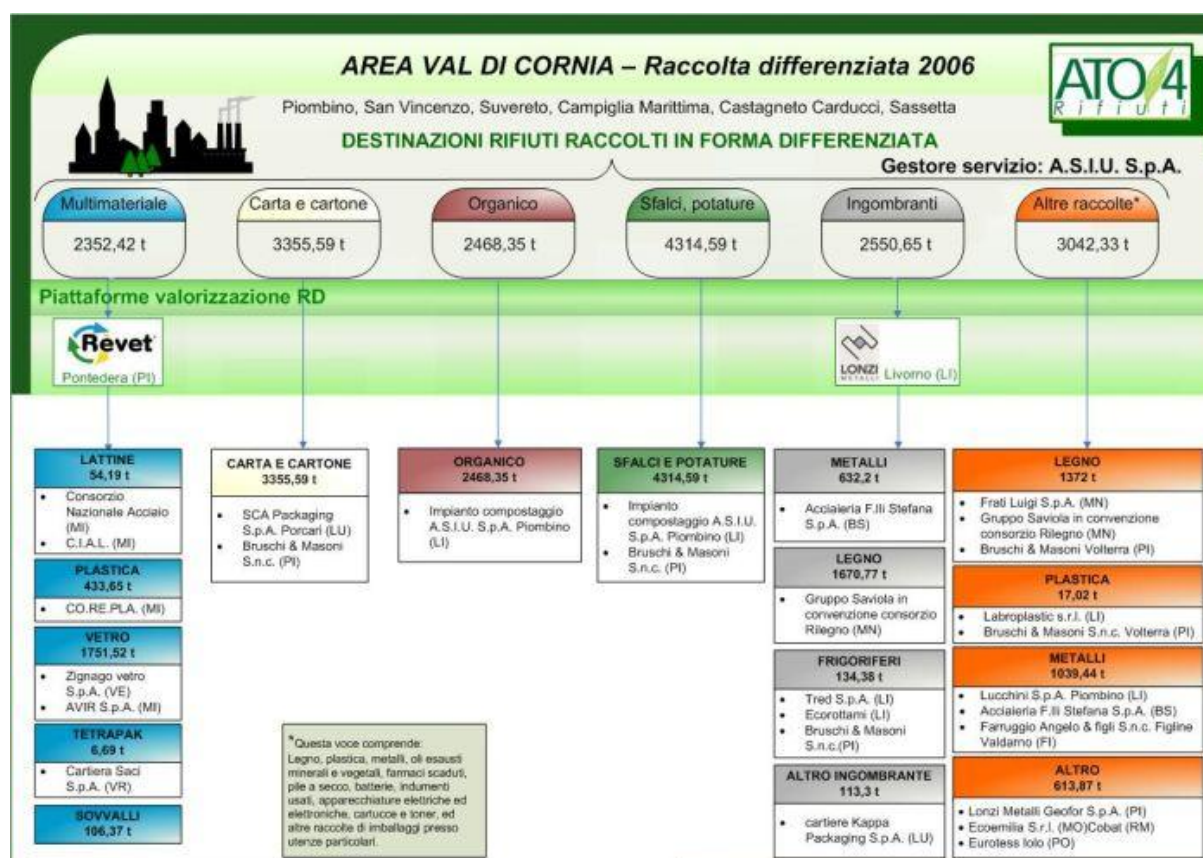 AREA VAL DI CORNIA – Raccolta differenziata 2006
ATO 4
Rifiuti
Piombino, San Vincenzo, Suvereto, Campiglia Marittima, Castagneto Carducci, Sassetta
DESTINAZIONI RIFIUTI RACCOLTI IN FORMA DIFFERENZIATA
Gestore servizio: A.S.I.U. S.p.A.
Multimateriale
2352,42 t
Carta e cartone
3355,59 t
Organico
2468,35 t
Sfalci, potature
4314,59 t
Ingombranti
2550,65 t
Altre raccolte*
3042,33 t
Piattaforme valorizzazione RD
Revet
Pontedera (PI)
LONZI
METALLI
Livorno (LI)
LATTINE
54,19 t
• Consorzio
Nazionale Acciaio
(MI)
• C.I.A.L. (MI)
PLASTICA
433,65 t
• CO.RE.PLA. (MI)
VETRO
1751,52 t
• Zignago vetro
S.p.A. (VE)
• AVIR S.p.A. (MI)
TETRAPAK
6,69 t
• Cartiera Saci
S.p.A. (VR)
SOVVALLI
106,37 t
CARTA E CARTONE
3355,59 t
• SCA Packaging
S.p.A. Porcari (LU)
• Bruschi & Masoni
S.n.c. (PI)
ORGANICO
2468,35 t
• Impianto compostaggio
A.S.I.U. S.p.A. Piombino
(LI)
SFALCI E POTATURE
4314,59 t
• Impianto
compostaggio A.S.I.U.
S.p.A. Piombino (LI)
• Bruschi & Masoni
S.n.c. (PI)
*Questa voce comprende:
Legno, plastica, metalli, oli esausti
minerali e vegetali, farmaci scaduti,
pile a secco, batterie, indumenti
usati, apparecchiature elettriche ed
elettroniche, cartucce e toner, ed
altre raccolte di imballaggi presso
utenze particolari.
METALLI
632,2 t
• Acciaieria F.lli Stefana
S.p.A. (BS)
LEGNO
1670,77 t
• Gruppo Saviola in
convenzione consorzio
Rilegno (MN)
FRIGORIFERI
134,38 t
• Tred S.p.A. (LI)
• Ecorottami (LI)
• Bruschi & Masoni
S.n.c.(PI)
ALTRO INGOMBRANTE
113,3 t
• cartiere Kappa
Packaging S.p.A. (LU)
LEGNO
1372 t
• Frati Luigi S.p.A. (MN)
• Gruppo Saviola in convenzione
consorzio Rilegno (MN)
• Bruschi & Masoni Volterra (PI)
PLASTICA
17,02 t
• Labroplastic s.r.l. (LI)
• Bruschi & Masoni S.n.c. Volterra (PI)
METALLI
1039,44 t
• Lucchini S.p.A. Piombino (LI)
• Acciaieria F.lli Stefana S.p.A. (BS)
• Farruggio Angelo & figli S.n.c. Figline
Valdarno (FI)
ALTRO
613,87 t
• Lonzi Metalli Geofor S.p.A. (PI)
• Ecoemilia S.r.l. (MO)Cobat (RM)
• Eurotess Iolo (PO)